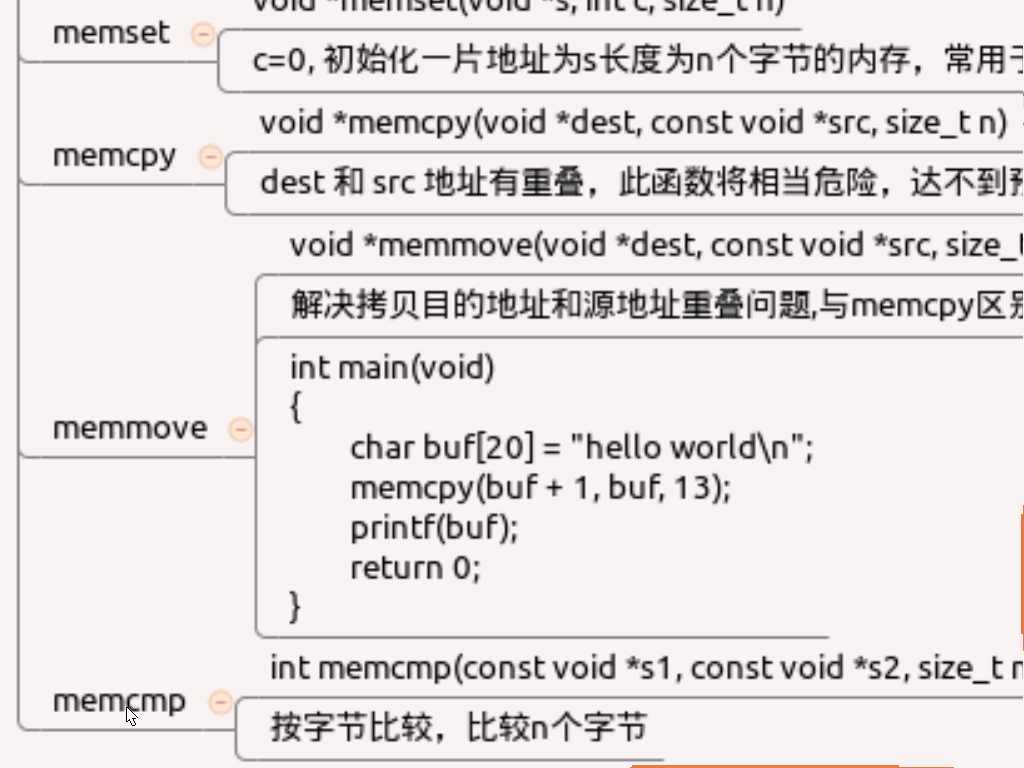 void *memset(void *s, int c, size_t n)
memset
c=0, 初始化一片地址为s长度为n个字节的内存，常用于
void *memcpy(void *dest, const void *src, size_t n)
memcpy
dest 和 src 地址有重叠，此函数将相当危险，达不到预
void *memmove(void *dest, const void *src, size_t
解决拷贝目的地址和源地址重叠问题,与memcpy区别
int main(void)
{
memmove
char buf[20] = "hello world\n";
memcpy(buf + 1, buf, 13);
printf(buf);
return 0;
}
int memcmp(const void *s1, const void *s2, size_t n
memcmp
按字节比较，比较n个字节